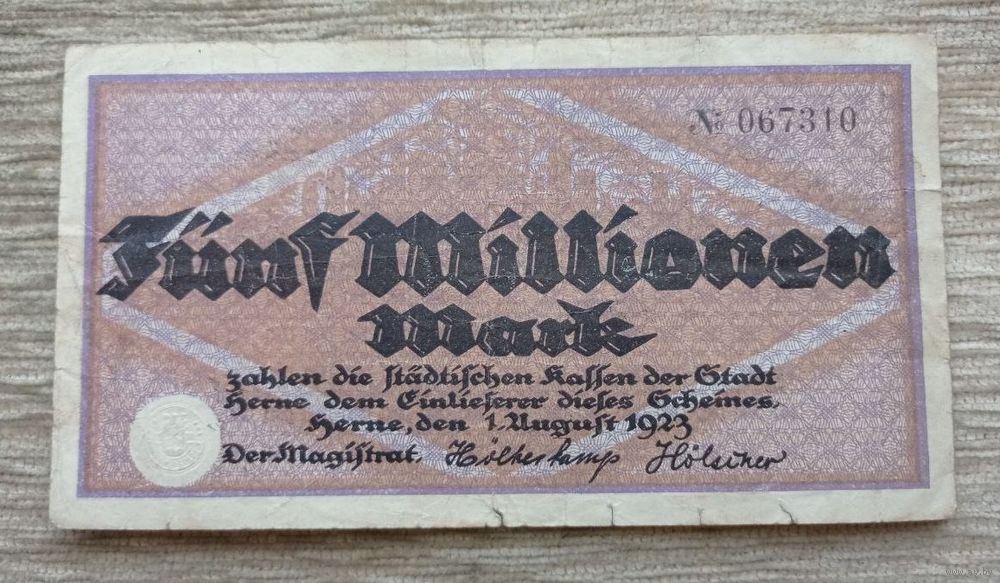 № 067310
Fünf Millionen
Mark
zahlen die städtischen Kassen der Stadt
Herne dem Einlieferer dieses Scheines.
Herne, den 1. August 1923
Der Magistrat.